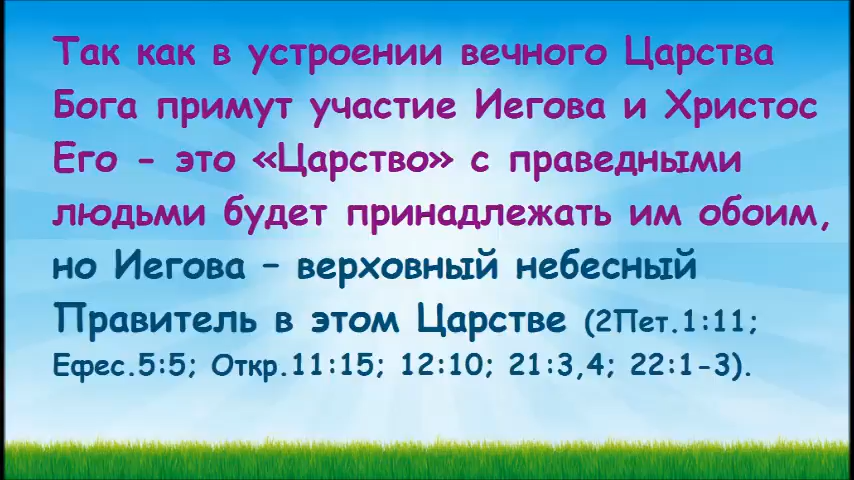 Так как в устроении вечного Царства
Бога примут участие Иегова и Христос
Его - это «Царство» с праведными
людьми будет принадлежать им обоим,
но Иегова – верховный небесный
Правитель в этом Царстве (2Пет.1:11;
Ефес.5:5; Откр.11:15; 12:10; 21:3,4; 22:1-3).